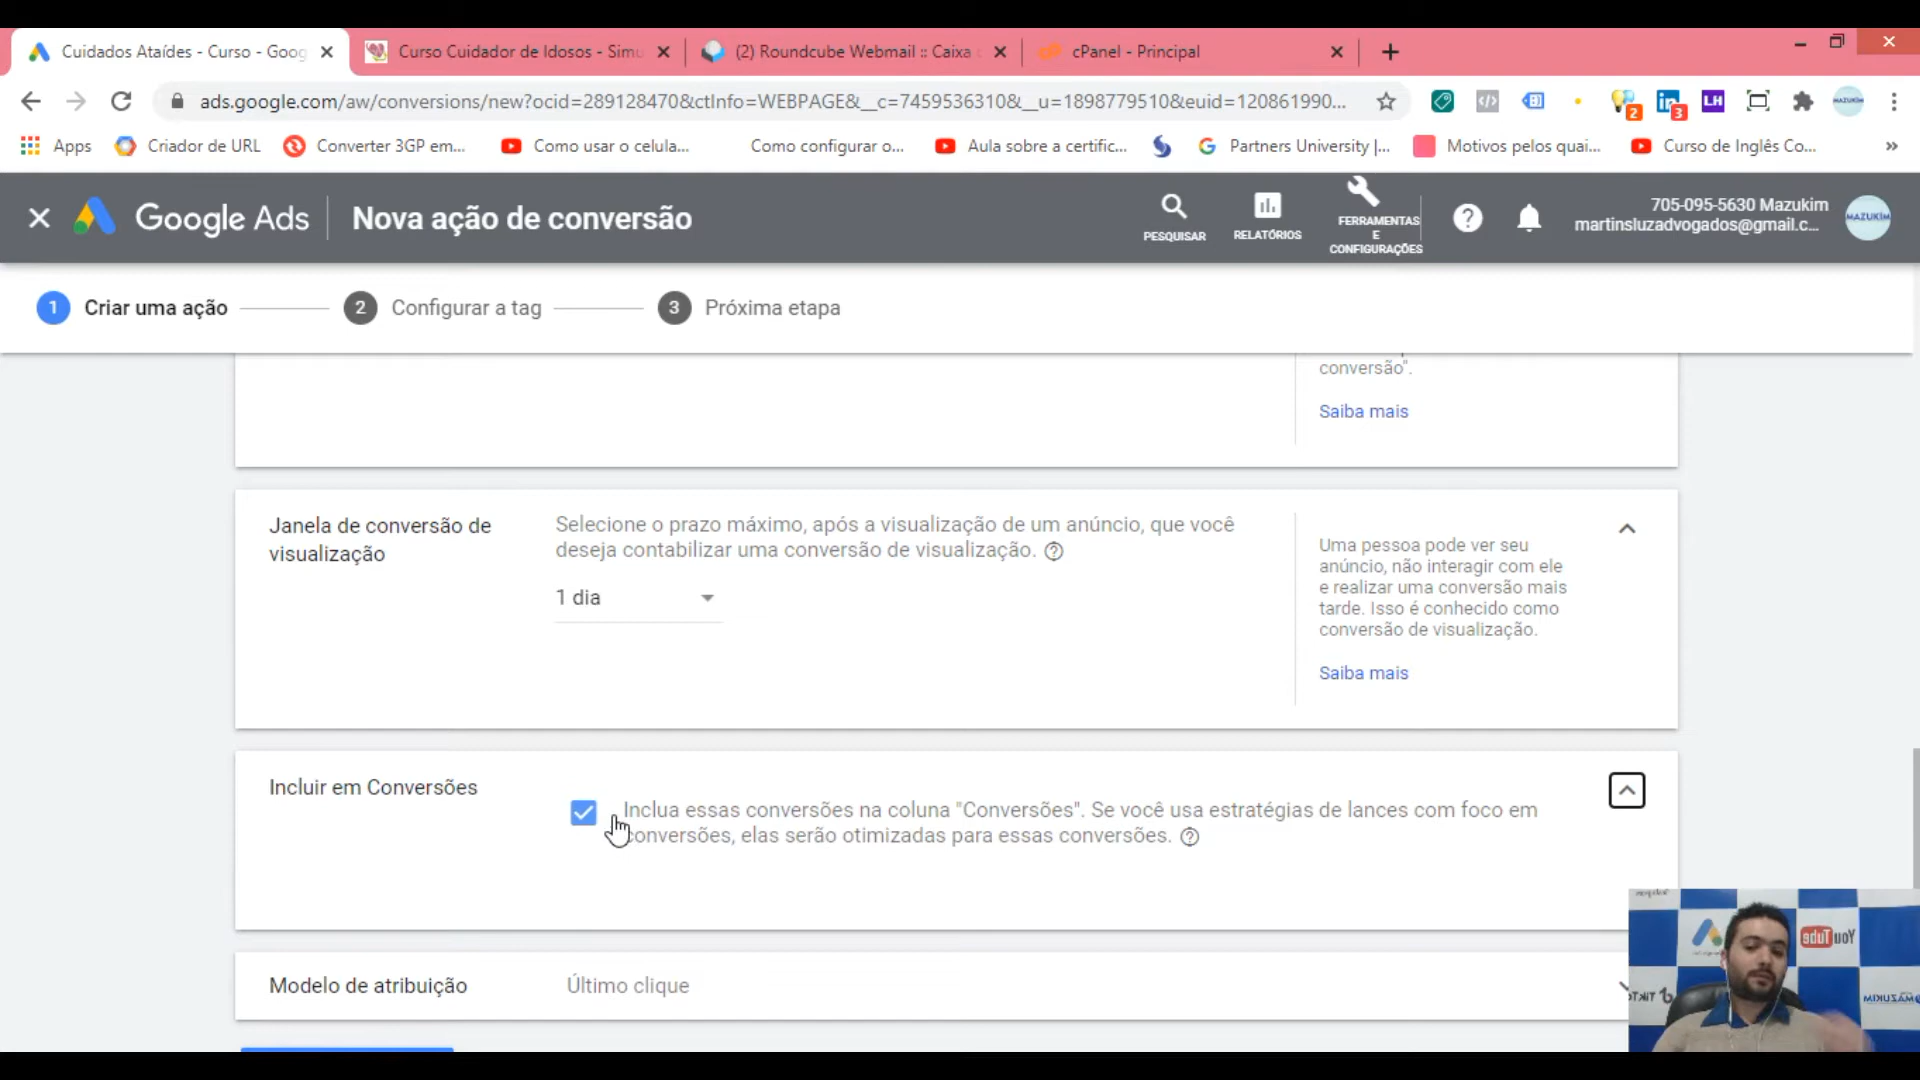 Cuidados Ataídes - Curso - Goog
Curso Cuidador de Idosos - Simu
(2) Roundcube Webmail :: Caixa
cPanel - Principal
ads.google.com/aw/conversions/new?ocid=289128470&ctInfo=WEBPAGE&__c=7459536310&__u=1898779510&euid=120861990...
2
3
LH
MAZUKIM
Apps
Criador de URL
Converter 3GP em...
Como usar o celula...
Como configurar o...
Aula sobre a certific...
Partners University |...
Motivos pelos quai...
Curso de Inglês Co...
»
Google Ads
Nova ação de conversão
PESQUISAR
RELATÓRIOS
FERRAMENTAS
E
CONFIGURAÇÕES
705-095-5630 Mazukim
martinsluzadvogados@gmail.c...
MAZUKIM
1 Criar uma ação
2 Configurar a tag
3 Próxima etapa
conversão".
Saiba mais
Janela de conversão de
visualização
Selecione o prazo máximo, após a visualização de um anúncio, que você
deseja contabilizar uma conversão de visualização.
1 dia
Uma pessoa pode ver seu
anúncio, não interagir com ele
e realizar uma conversão mais
tarde. Isso é conhecido como
conversão de visualização.
Saiba mais
Incluir em Conversões
Inclua essas conversões na coluna "Conversões". Se você usa estratégias de lances com foco em
conversões, elas serão otimizadas para essas conversões.
Modelo de atribuição
Último clique
YouTube
TikTo
MAZUKIM